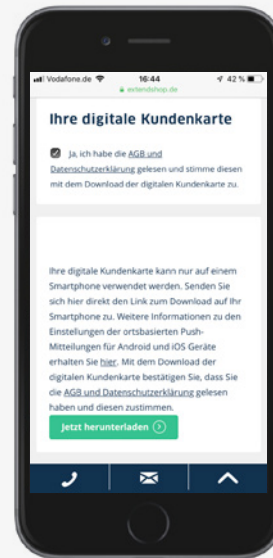 Vodafone.de 16:44 42 %
extendshop.de
Ihre digitale Kundenkarte
Ja, ich habe die AGB und
Datenschutzerklärung gelesen und stimme diesen
mit dem Download der digitalen Kundenkarte zu.
Ihre digitale Kundenkarte kann nur auf einem
Smartphone verwendet werden. Senden Sie
sich hier direkt den Link zum Download auf Ihr
Smartphone zu. Weitere Informationen zu den
Einstellungen der ortsbasierten Push-
Mitteilungen für Android und iOS Geräte
erhalten Sie hier. Mit dem Download der
digitalen Kundenkarte bestätigen Sie, dass Sie
die AGB und Datenschutzerklärung gelesen
haben und diesen zustimmen.
Jetzt herunterladen